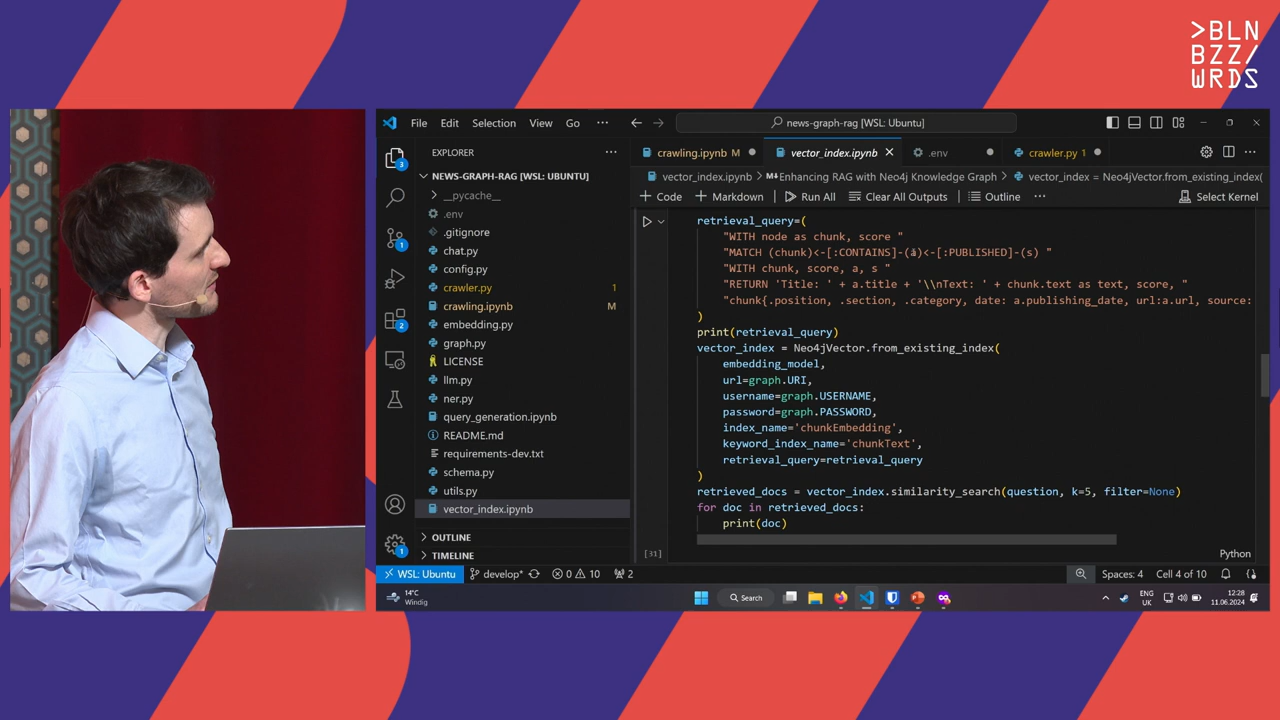 >BLN
BZZ/
WRDS
File Edit Selection View Go ··· news-graph-rag [WSL: Ubuntu]
EXPLORER ···
NEWS-GRAPH-RAG [WSL: UBUNTU]
__pycache__
.env
.gitignore
chat.py
config.py
crawler.py 1
crawling.ipynb M
embedding.py
graph.py
LICENSE
llm.py
ner.py
query_generation.ipynb
README.md
requirements-dev.txt
schema.py
utils.py
vector_index.ipynb
OUTLINE
TIMELINE
3
1
2
1
crawling.ipynb M vector_index.ipynb .env crawler.py 1
vector_index.ipynb > M↓Enhancing RAG with Neo4j Knowledge Graph > vector_index = Neo4jVector.from_existing_index(
+ Code + Markdown Run All Clear All Outputs Outline ··· Select Kernel
retrieval_query=(
"WITH node as chunk, score "
"MATCH (chunk)<-[:CONTAINS]-(a)<-[:PUBLISHED]-(s) "
"WITH chunk, score, a, s "
"RETURN 'Title: ' + a.title + '\\nText: ' + chunk.text as text, score, "
"chunk{.position, .section, .category, date: a.publishing_date, url:a.url, source:
)
print(retrieval_query)
vector_index = Neo4jVector.from_existing_index(
embedding_model,
url=graph.URI,
username=graph.USERNAME,
password=graph.PASSWORD,
index_name='chunkEmbedding',
keyword_index_name='chunkText',
retrieval_query=retrieval_query
)
retrieved_docs = vector_index.similarity_search(question, k=5, filter=None)
for doc in retrieved_docs:
print(doc)
[31] Python
WSL: Ubuntu develop* 0 10 2 Spaces: 4 Cell 4 of 10
14°C
Windig
Search
ENG
UK
12:28
11.06.2024